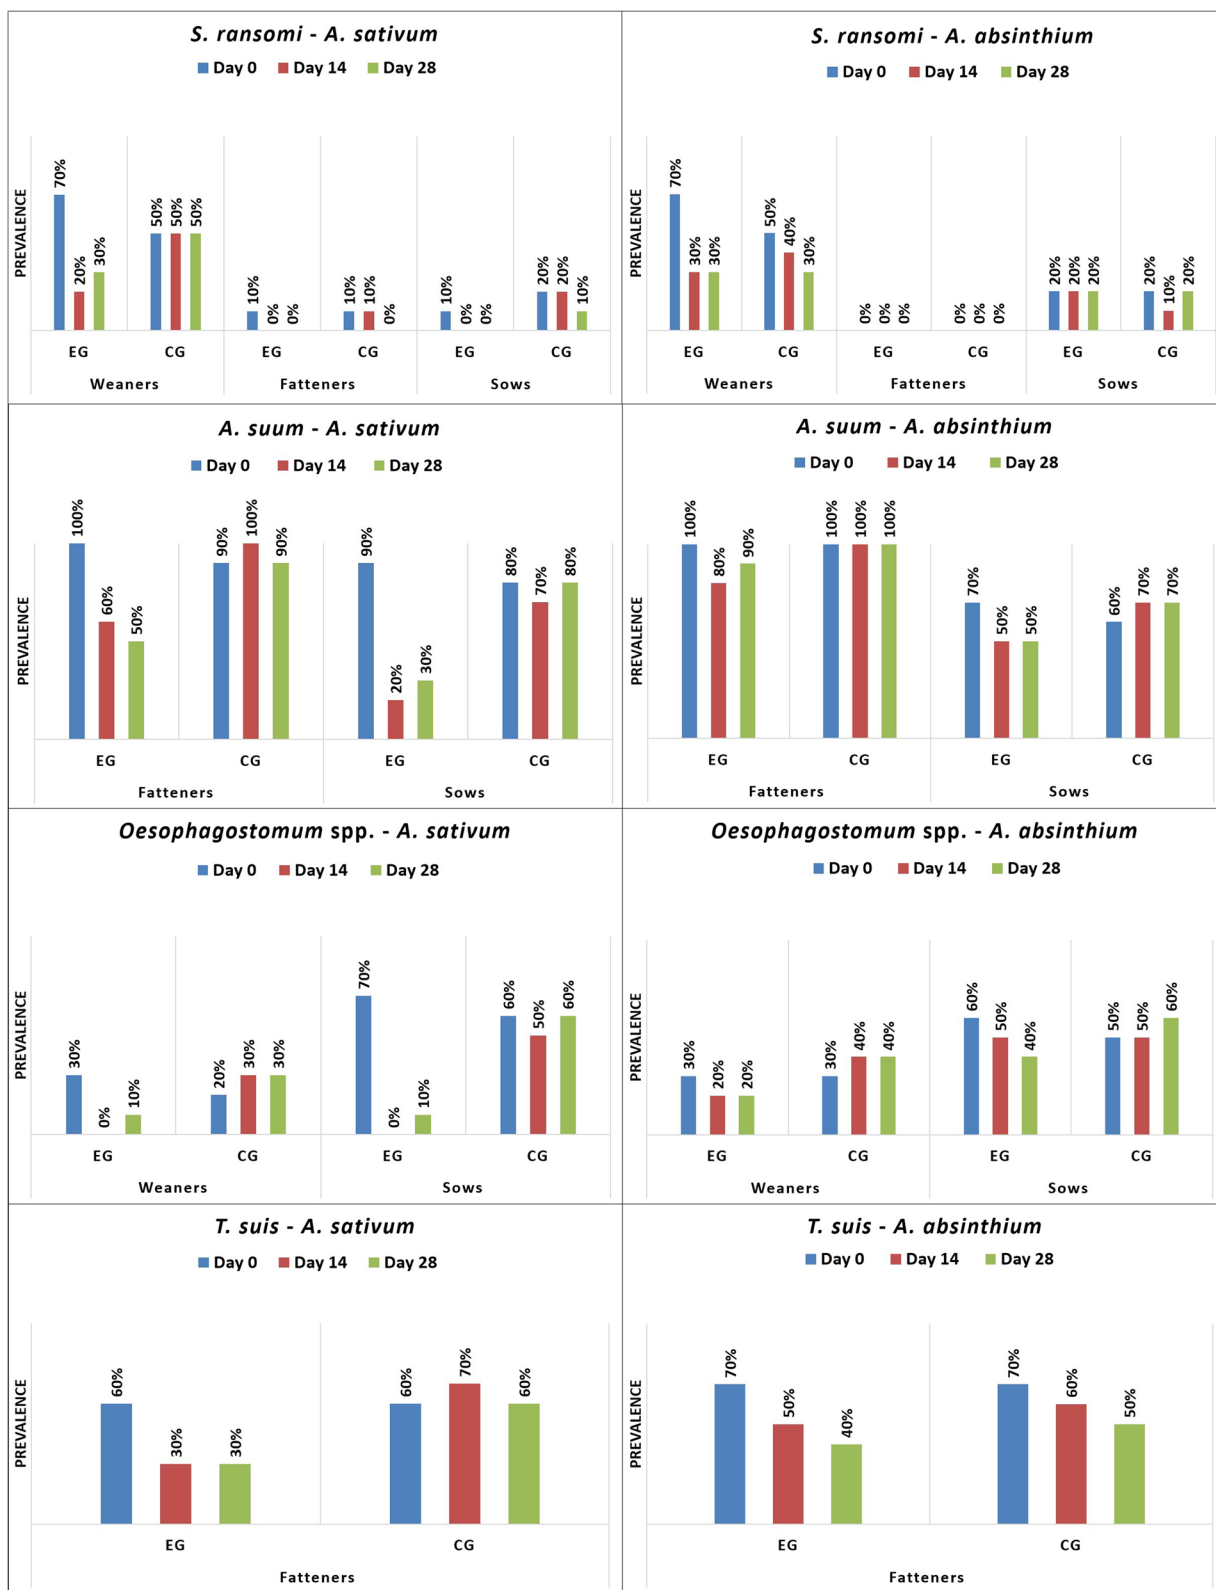 S. ransomi - A. sativum
Day 0 Day 14 Day 28
PREVALENCE
70% 20% 30% 50% 50% 50% 10% 0% 0% 10% 10% 0% 10% 0% 0% 20% 20% 10%
EG CG EG CG EG CG
Weaners Fatteners Sows
S. ransomi - A. absinthium
Day 0 Day 14 Day 28
PREVALENCE
70% 30% 30% 50% 40% 30% 0% 0% 0% 0% 0% 0% 20% 20% 20% 20% 10% 20%
EG CG EG CG EG CG
Weaners Fatteners Sows
A. suum - A. sativum
Day 0 Day 14 Day 28
PREVALENCE
100% 60% 50% 90% 100% 90% 90% 20% 30% 80% 70% 80%
EG CG EG CG
Fatteners Sows
A. suum - A. absinthium
Day 0 Day 14 Day 28
PREVALENCE
100% 80% 90% 100% 100% 100% 70% 50% 50% 60% 70% 70%
EG CG EG CG
Fatteners Sows
Oesophagostomum spp. - A. sativum
Day 0 Day 14 Day 28
PREVALENCE
30% 0% 10% 20% 30% 30% 70% 0% 10% 60% 50% 60%
EG CG EG CG
Weaners Sows
Oesophagostomum spp. - A. absinthium
Day 0 Day 14 Day 28
PREVALENCE
30% 20% 20% 30% 40% 40% 60% 50% 40% 50% 50% 60%
EG CG EG CG
Weaners Sows
T. suis - A. sativum
Day 0 Day 14 Day 28
PREVALENCE
60% 30% 30% 60% 70% 60%
EG CG
Fatteners
T. suis - A. absinthium
Day 0 Day 14 Day 28
PREVALENCE
70% 50% 40% 70% 60% 50%
EG CG
Fatteners